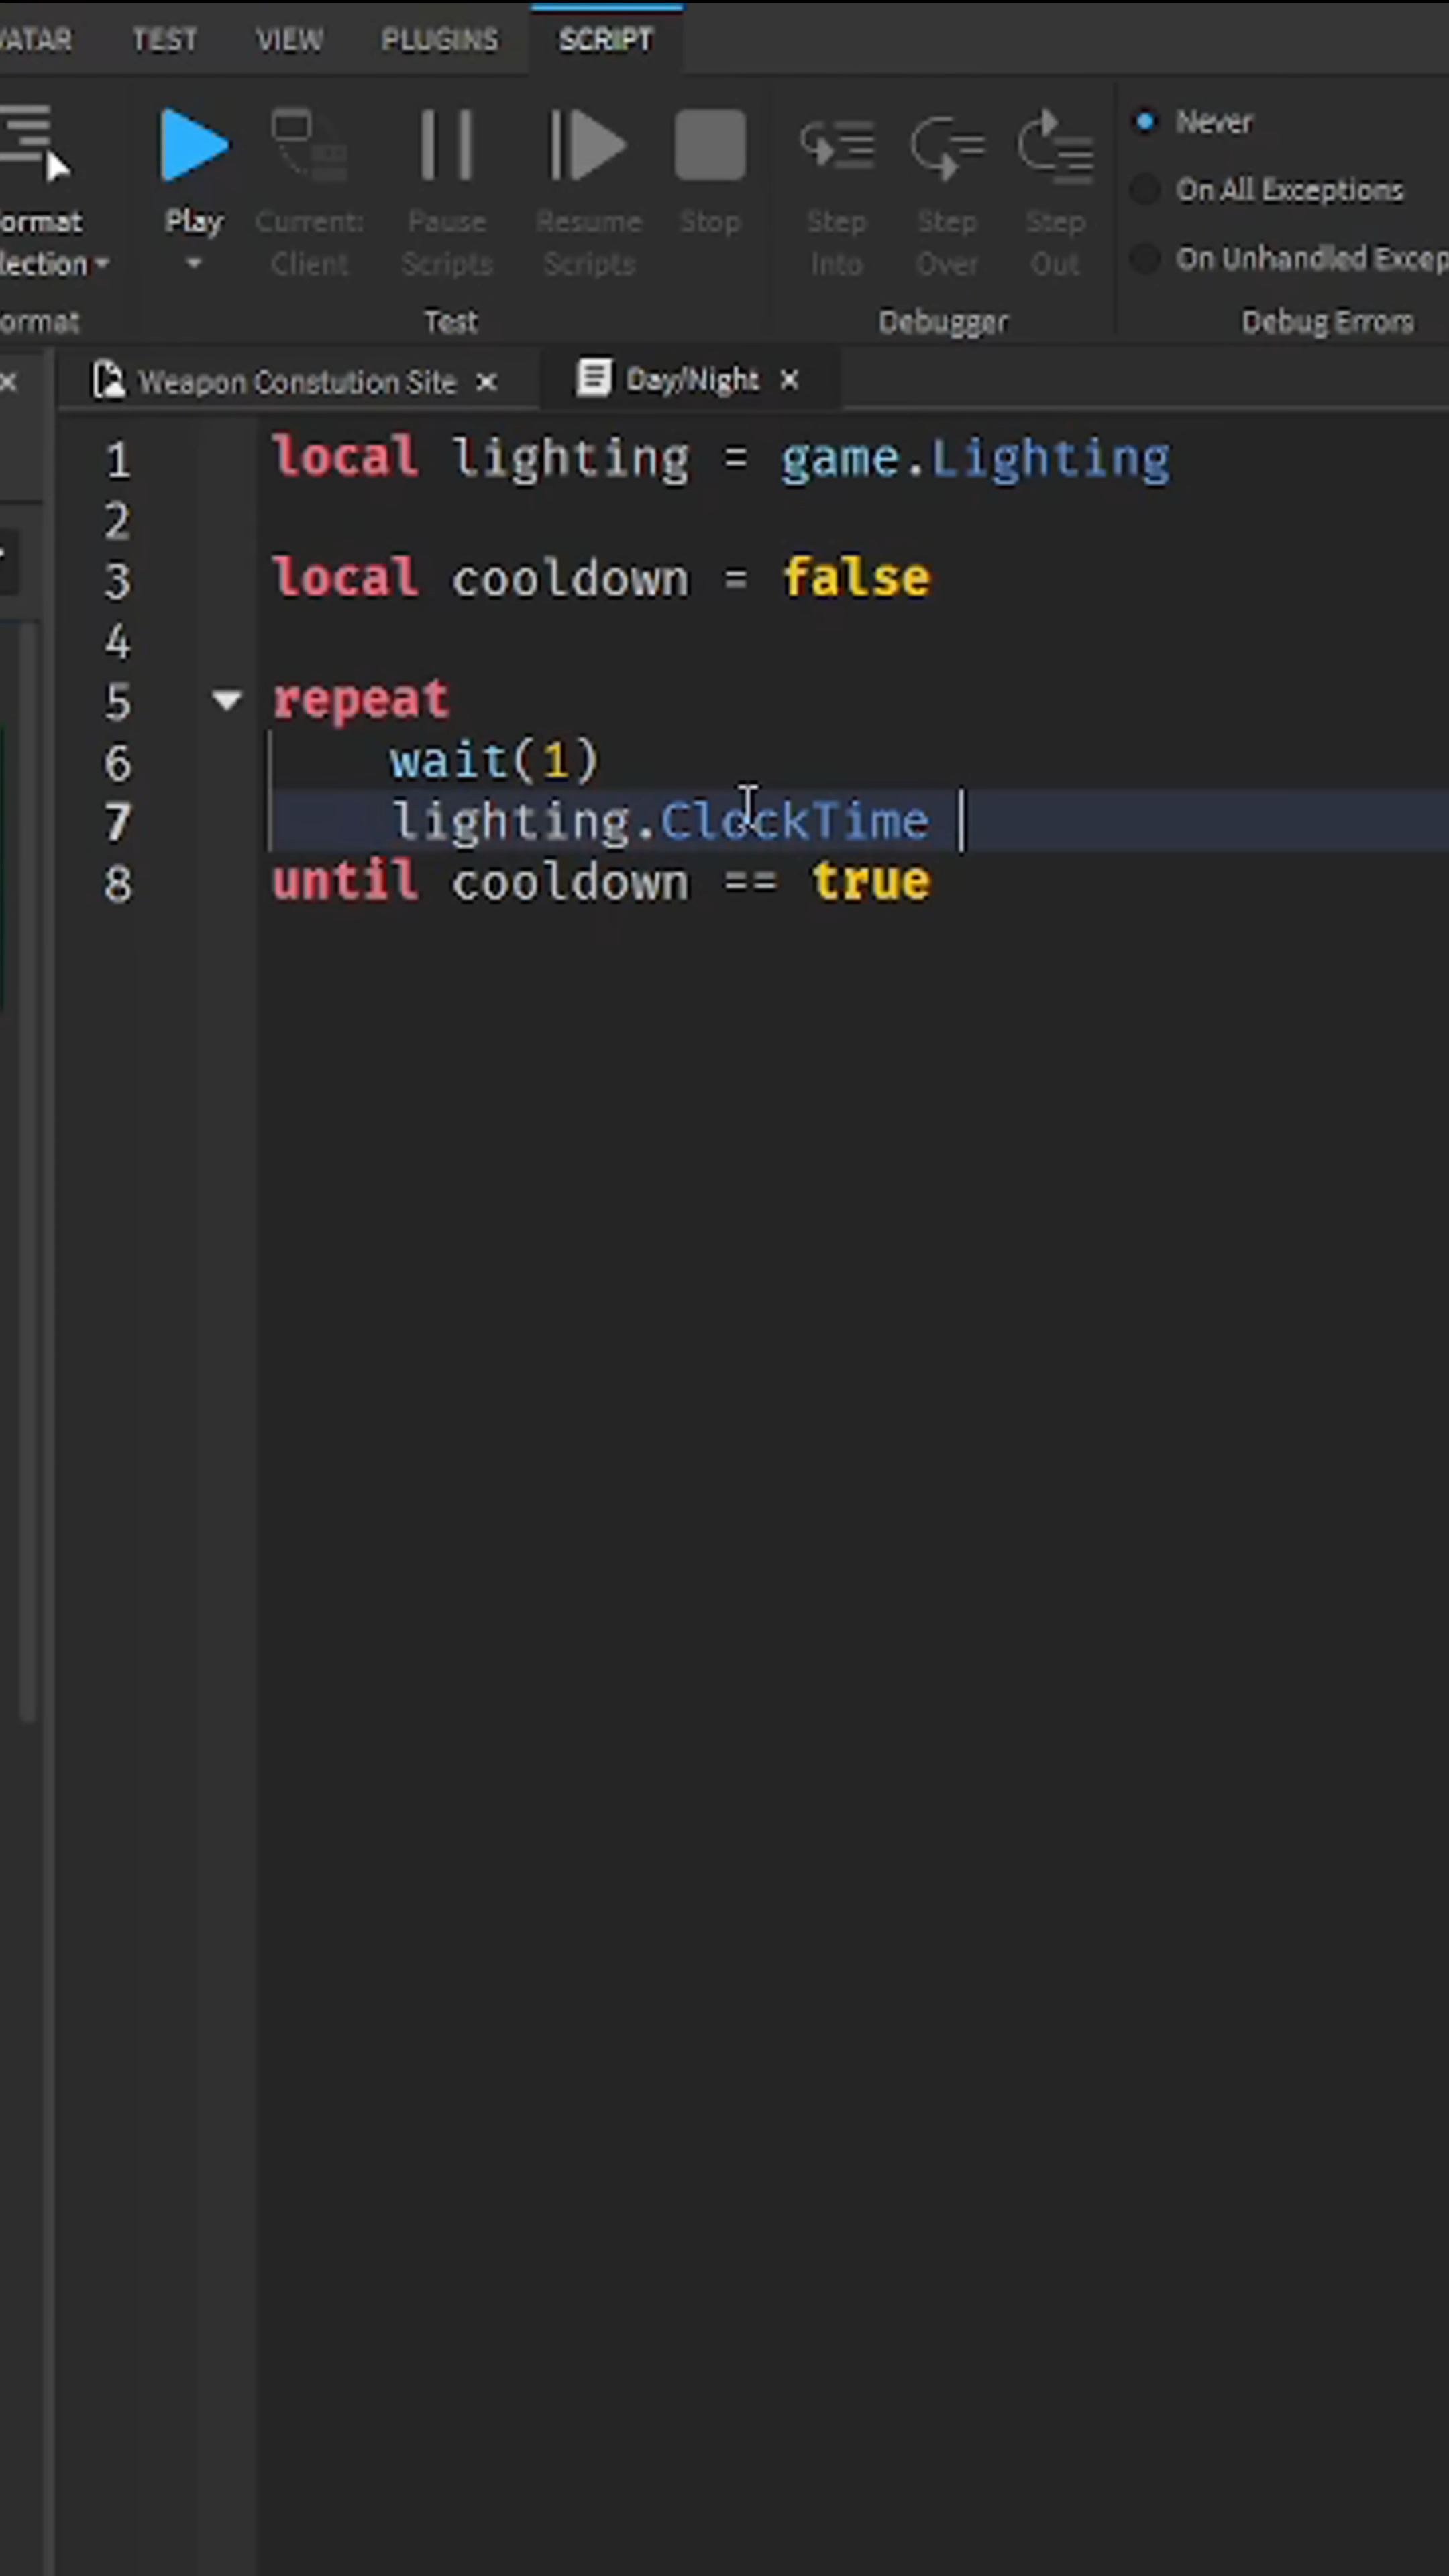 VATAR TEST VIEW PLUGINS SCRIPT
ormat
lection
Play
Current:
Client
Pause
Scripts
Resume
Scripts
Stop
Step
Into
Step
Over
Step
Out
Never
On All Exceptions
On Unhandled Excep
ormat Test Debugger Debug Errors
Weapon Constution Site Day/Night
1 local lighting = game.Lighting
2
3 local cooldown = false
4
5 repeat
6 wait(1)
7 lighting.ClockTime
8 until cooldown == true